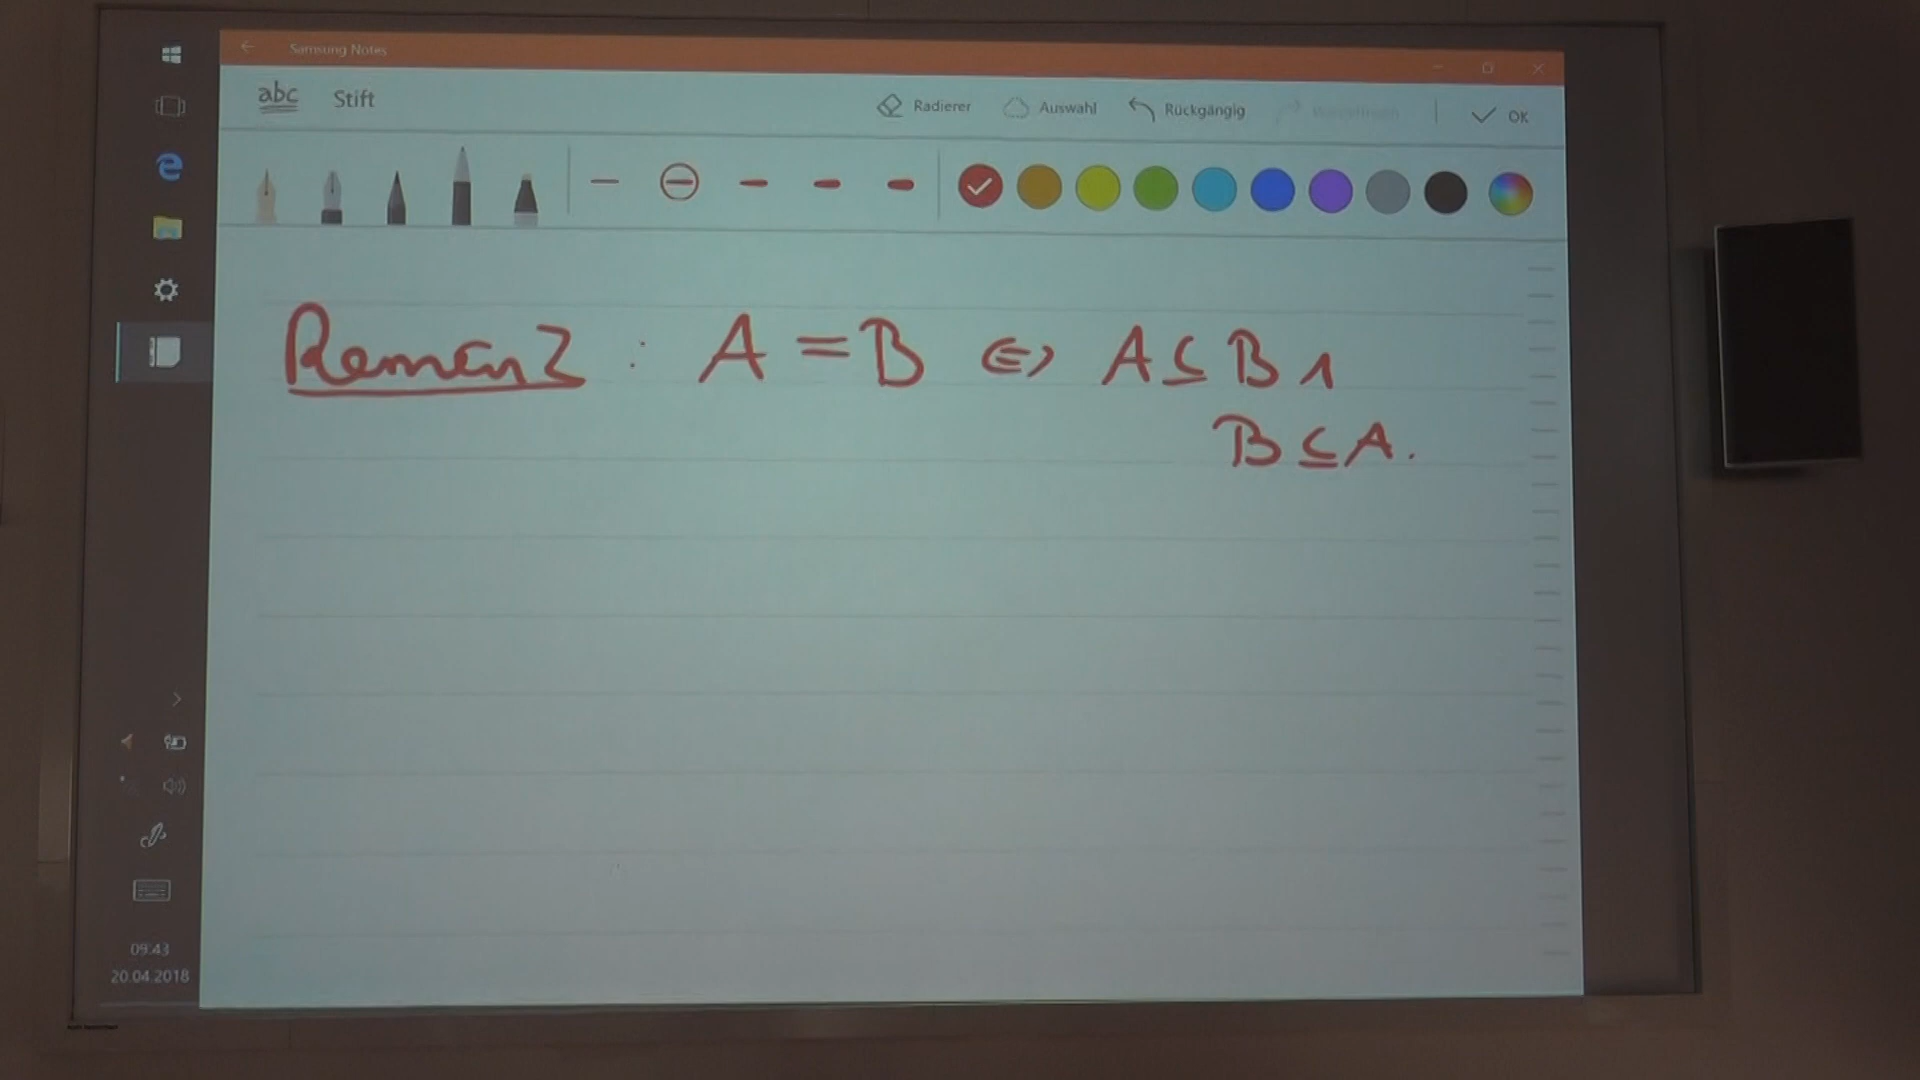 Samsung Notes
abc Stift Radierer Auswahl Rückgängig OK
Remark : A = B ⇔ A ⊆ B ∧
B ⊆ A.
09:43
20.04.2018